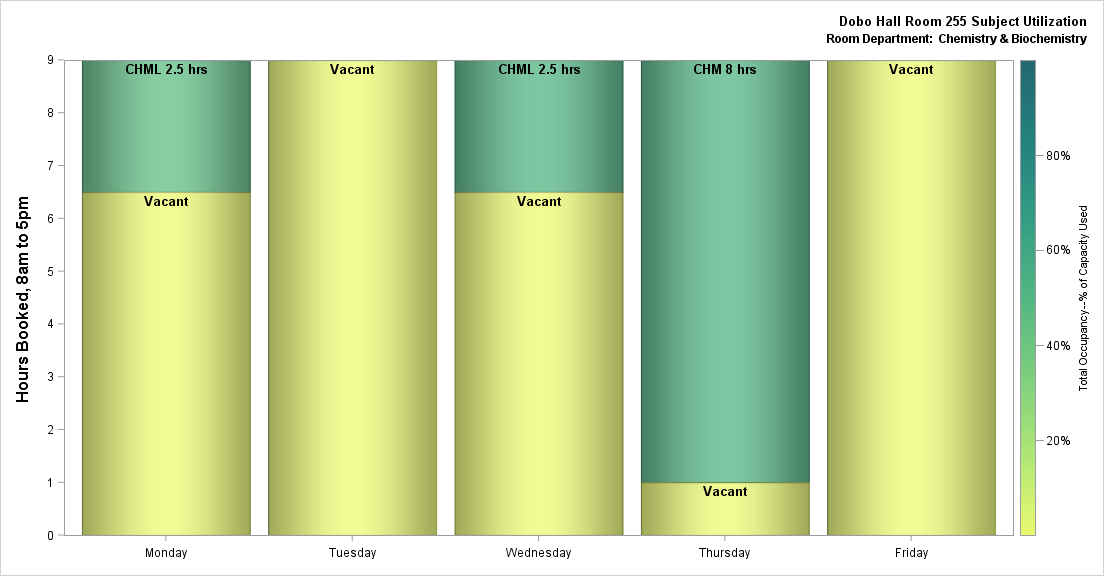 Dobo Hall Room 255 Subject Utilization
Room Department: Chemistry & Biochemistry
Hours Booked, 8am to 5pm
9
8
7
6
5
4
3
2
1
0
CHML 2.5 hrs
Vacant
Vacant
CHML 2.5 hrs
Vacant
CHM 8 hrs
Vacant
Vacant
Monday
Tuesday
Wednesday
Thursday
Friday
80%
60%
40%
20%
Total Occupancy--% of Capacity Used